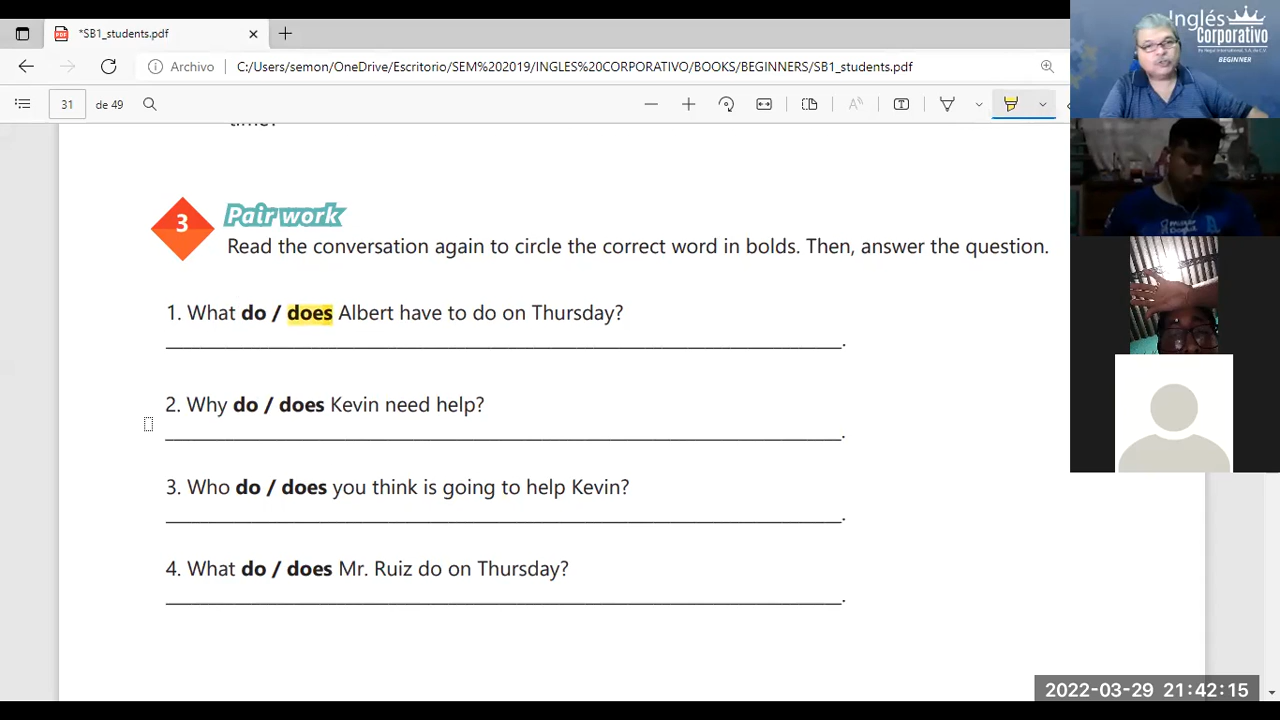 *SB1_students.pdf
Archivo
C:/Users/semon/OneDrive/Escritorio/SEMI%20019/INGLES%20CORPORATIVO/BOOKS/BEGINNERS/SB1_students.pdf
31 de 49
Inglés
Corporativo
BEGINNER
3
Pair work
Read the conversation again to circle the correct word in bolds. Then, answer the question.
1. What do / does Albert have to do on Thursday?
2. Why do / does Kevin need help?
3. Who do / does you think is going to help Kevin?
4. What do / does Mr. Ruiz do on Thursday?
2022-03-29 21:42:15